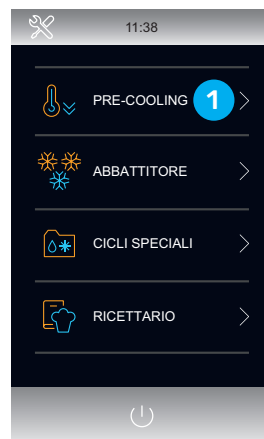 11:38
PRE-COOLING 1
ABBATTITORE
CICLI SPECIALI
RICETTARIO